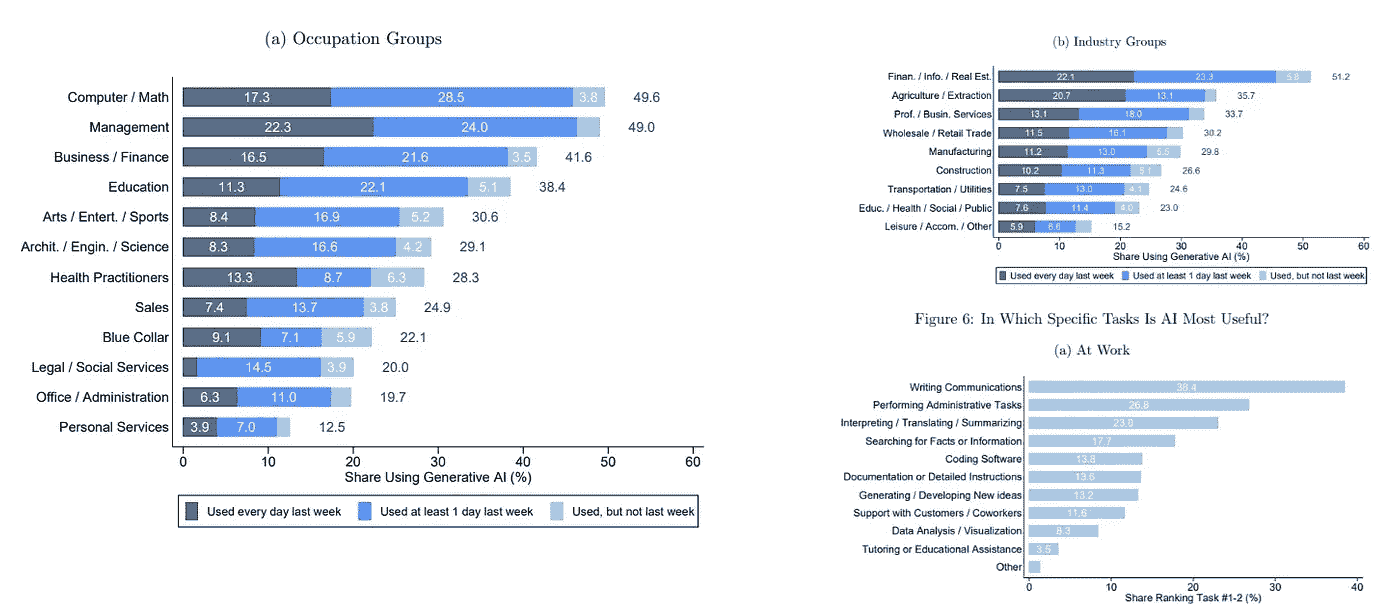 (a) Occupation Groups
Computer / Math 17.3 28.5 3.8 49.6
Management 22.3 24.0 49.0
Business / Finance 16.5 21.6 3.5 41.6
Education 11.3 22.1 5.1 38.4
Arts / Entert. / Sports 8.4 16.9 5.2 30.6
Archit. / Engin. / Science 8.3 16.6 4.2 29.1
Health Practitioners 13.3 8.7 6.3 28.3
Sales 7.4 13.7 3.8 24.9
Blue Collar 9.1 7.1 5.9 22.1
Legal / Social Services 14.5 3.9 20.0
Office / Administration 6.3 11.0 19.7
Personal Services 3.9 7.0 12.5
0 10 20 30 40 50 60
Share Using Generative AI (%)
Used every day last week Used at least 1 day last week Used, but not last week
(b) Industry Groups
Finan. / Info. / Real Est. 22.1 23.3 5.8 51.2
Agriculture / Extraction 20.7 13.1 35.7
Prof. / Busin. Services 13.1 18.0 33.7
Wholesale / Retail Trade 11.5 16.1 30.2
Manufacturing 11.2 13.0 5.5 29.8
Construction 10.2 11.3 5.1 26.6
Transportation / Utilities 7.5 13.0 4.1 24.6
Educ. / Health / Social / Public 7.6 11.4 4.0 23.0
Leisure / Accom. / Other 5.9 6.6 15.2
0 10 20 30 40 50 60
Share Using Generative AI (%)
Used every day last week Used at least 1 day last week Used, but not last week
Figure 6: In Which Specific Tasks Is AI Most Useful?
(a) At Work
Writing Communications 38.4
Performing Administrative Tasks 26.8
Interpreting / Translating / Summarizing 23.0
Searching for Facts or Information 17.7
Coding Software 13.8
Documentation or Detailed Instructions 13.6
Generating / Developing New ideas 13.2
Support with Customers / Coworkers 11.6
Data Analysis / Visualization 8.3
Tutoring or Educational Assistance 3.5
Other
0 10 20 30 40
Share Ranking Task #1-2 (%)